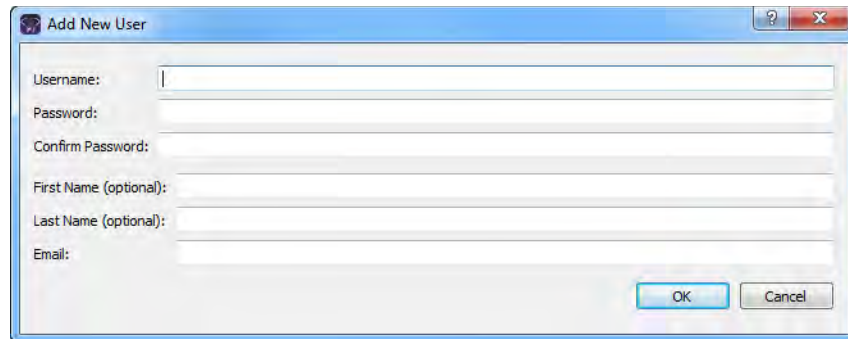 Add New User
Username:
Password:
Confirm Password:
First Name (optional):
Last Name (optional):
Email:
OK Cancel